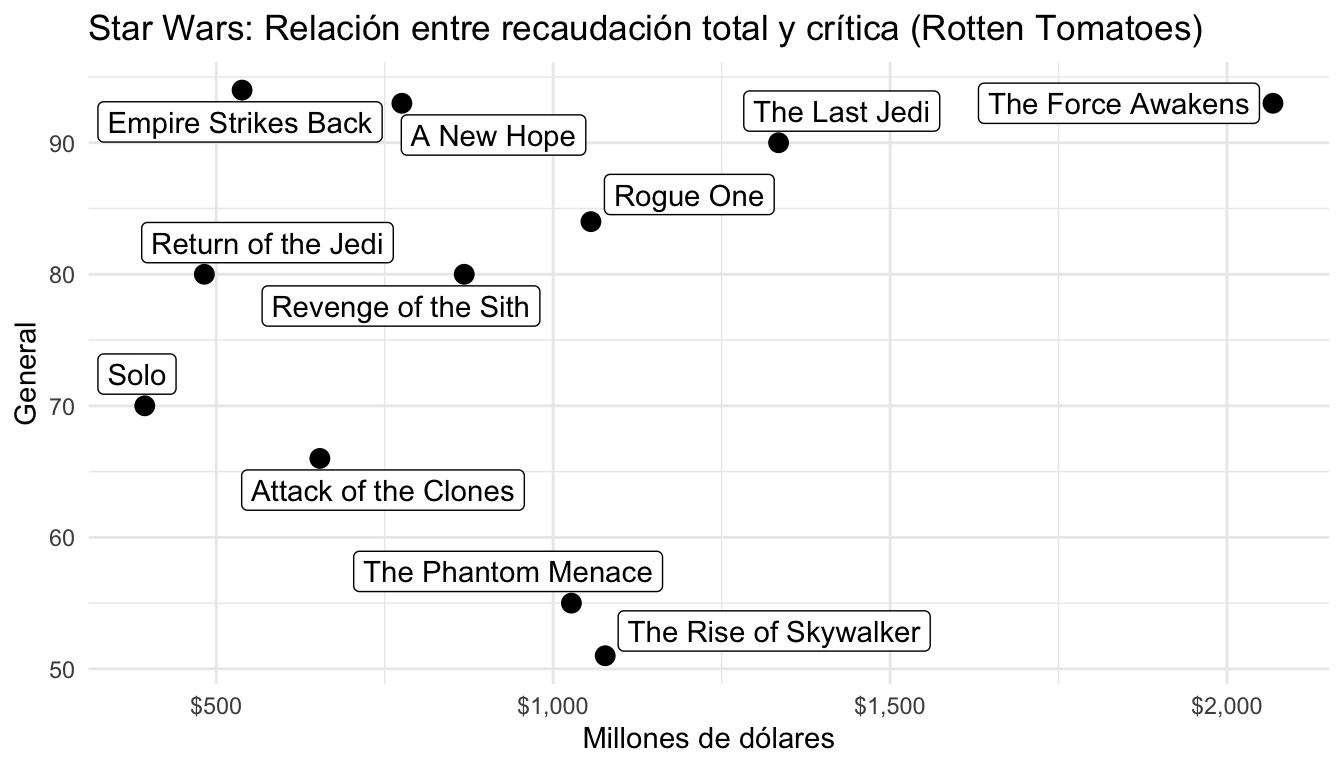 Star Wars: Relación entre recaudación total y crítica (Rotten Tomatoes)
Empire Strikes Back
A New Hope
The Last Jedi
The Force Awakens
Rogue One
Return of the Jedi
Revenge of the Sith
Solo
Attack of the Clones
The Phantom Menace
The Rise of Skywalker
General
90
80
70
60
50
$500
$1,000
$1,500
$2,000
Millones de dólares